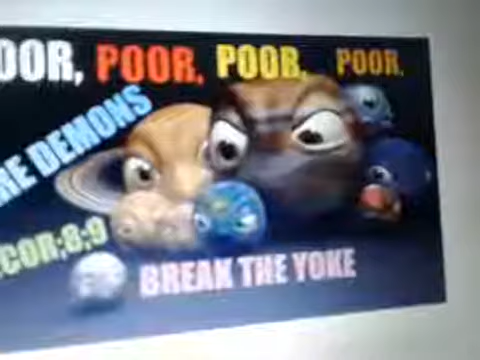 OOR, POOR, POOR, POOR,
RE DEMONS
COR;8;9
BREAK THE YOKE